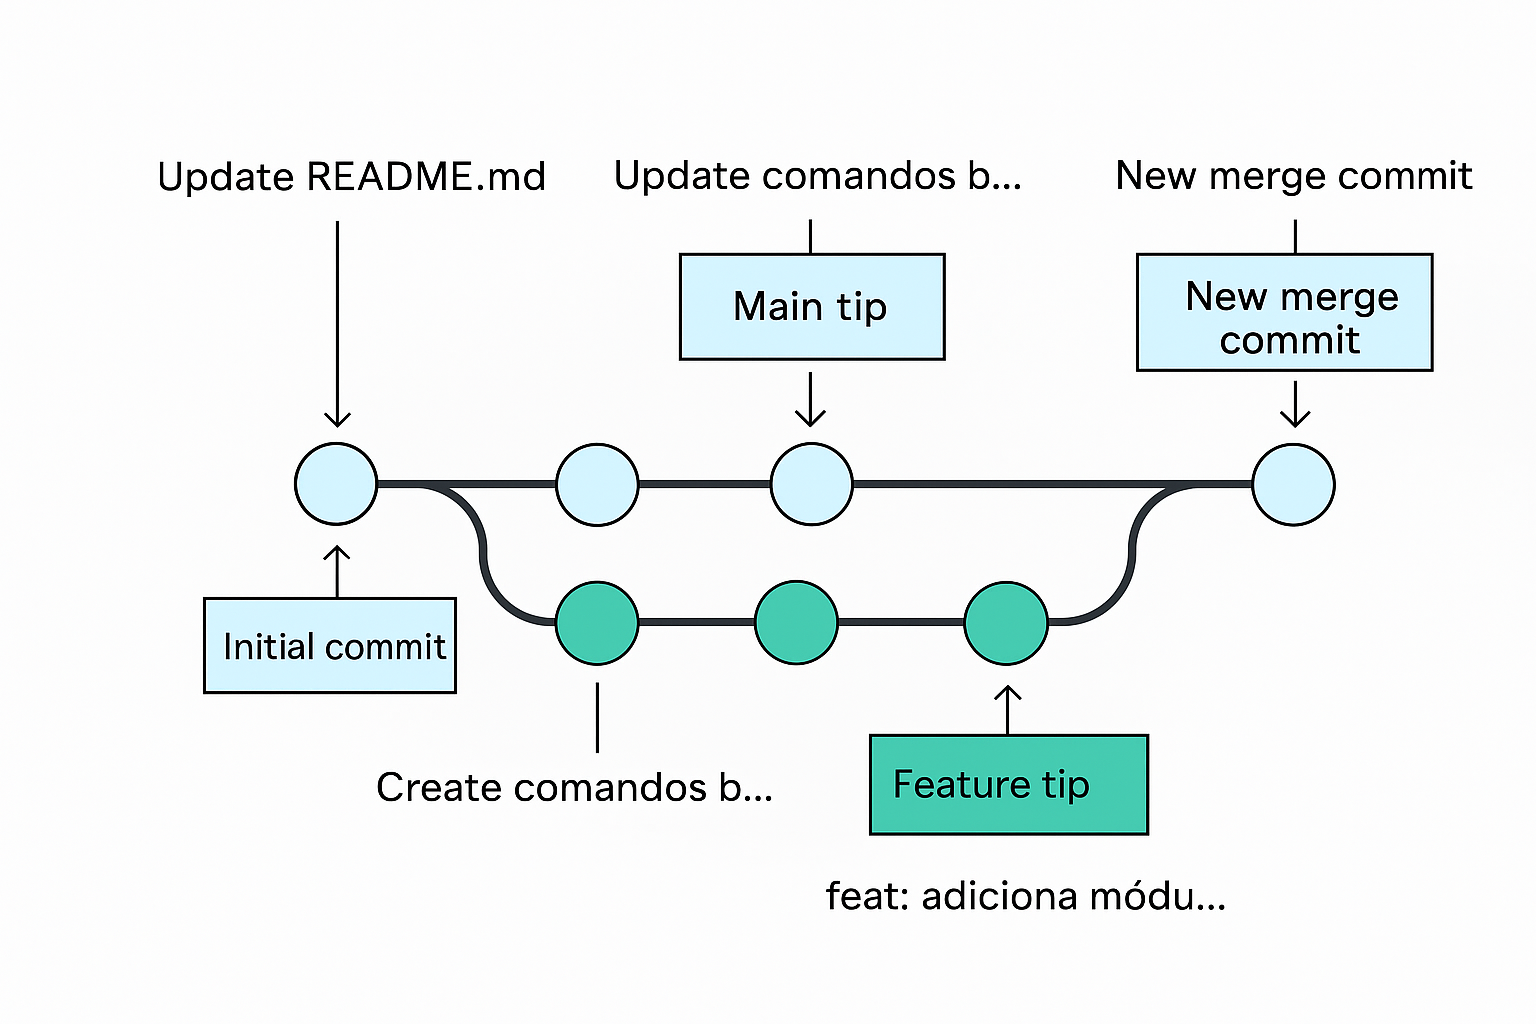 Update README.md
Update comandos b...
New merge commit
Main tip
New merge
commit
Initial commit
Create comandos b...
Feature tip
feat: adiciona módu...